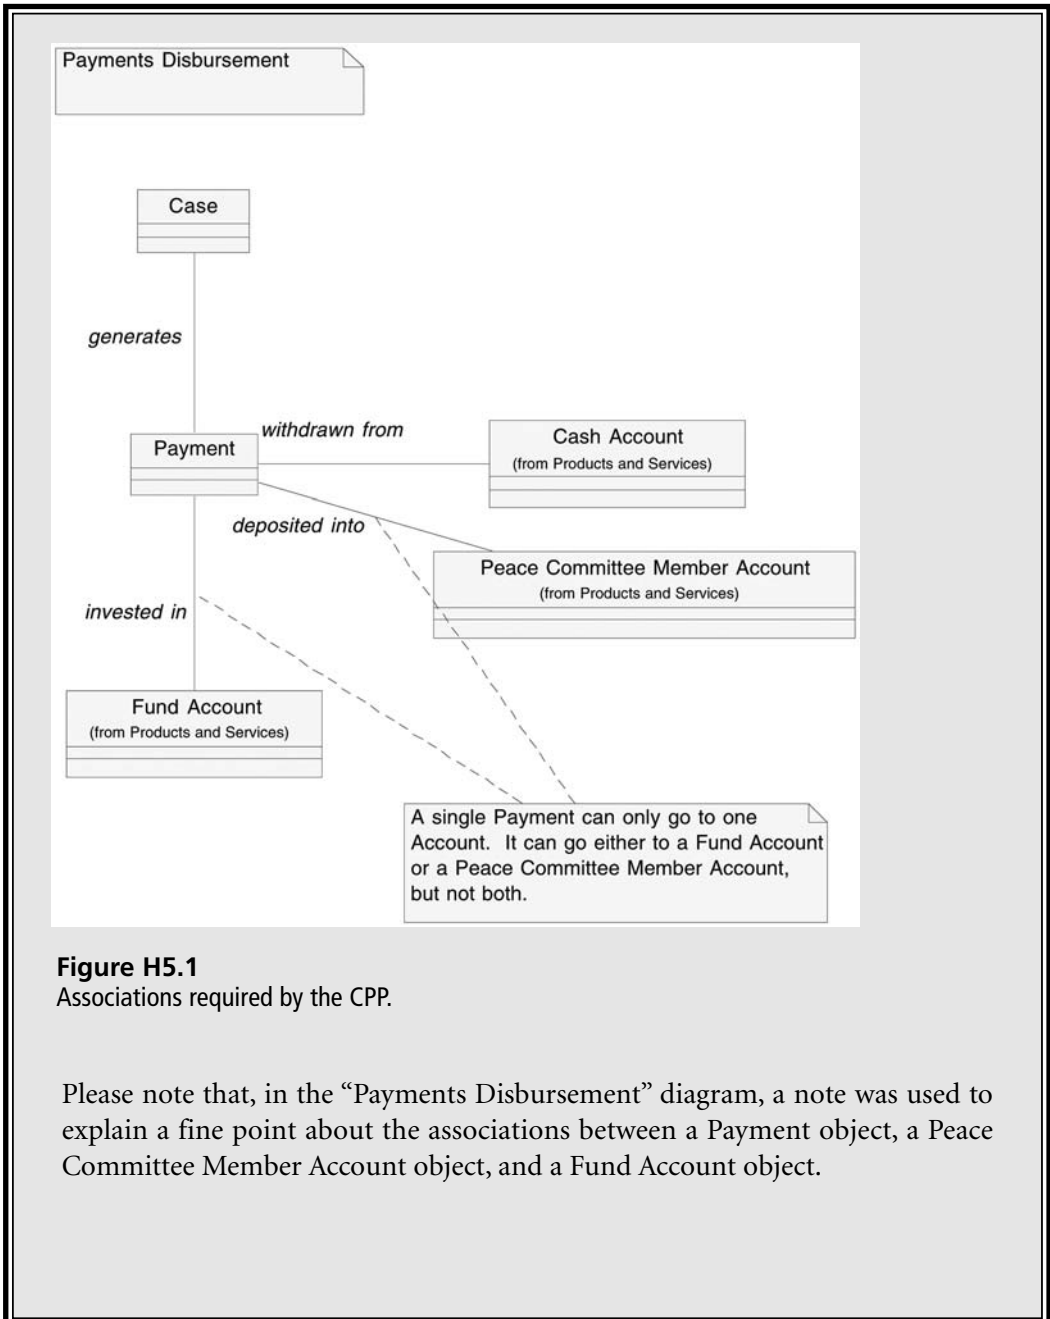 Payments Disbursement
Case
generates
Payment
withdrawn from
Cash Account
(from Products and Services)
deposited into
Peace Committee Member Account
(from Products and Services)
invested in
Fund Account
(from Products and Services)
A single Payment can only go to one
Account. It can go either to a Fund Account
or a Peace Committee Member Account,
but not both.
Figure H5.1
Associations required by the CPP.
Please note that, in the “Payments Disbursement” diagram, a note was used to
explain a fine point about the associations between a Payment object, a Peace
Committee Member Account object, and a Fund Account object.